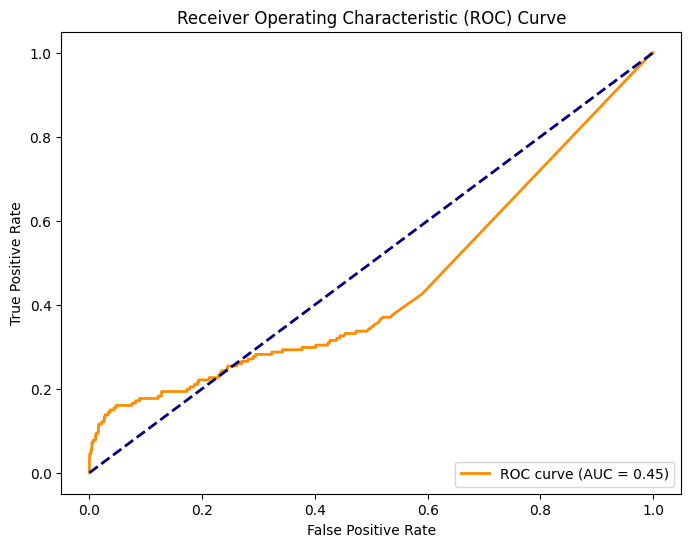 Receiver Operating Characteristic (ROC) Curve
True Positive Rate
1.0
0.8
0.6
0.4
0.2
0.0
ROC curve (AUC = 0.45)
0.0 0.2 0.4 0.6 0.8 1.0
False Positive Rate